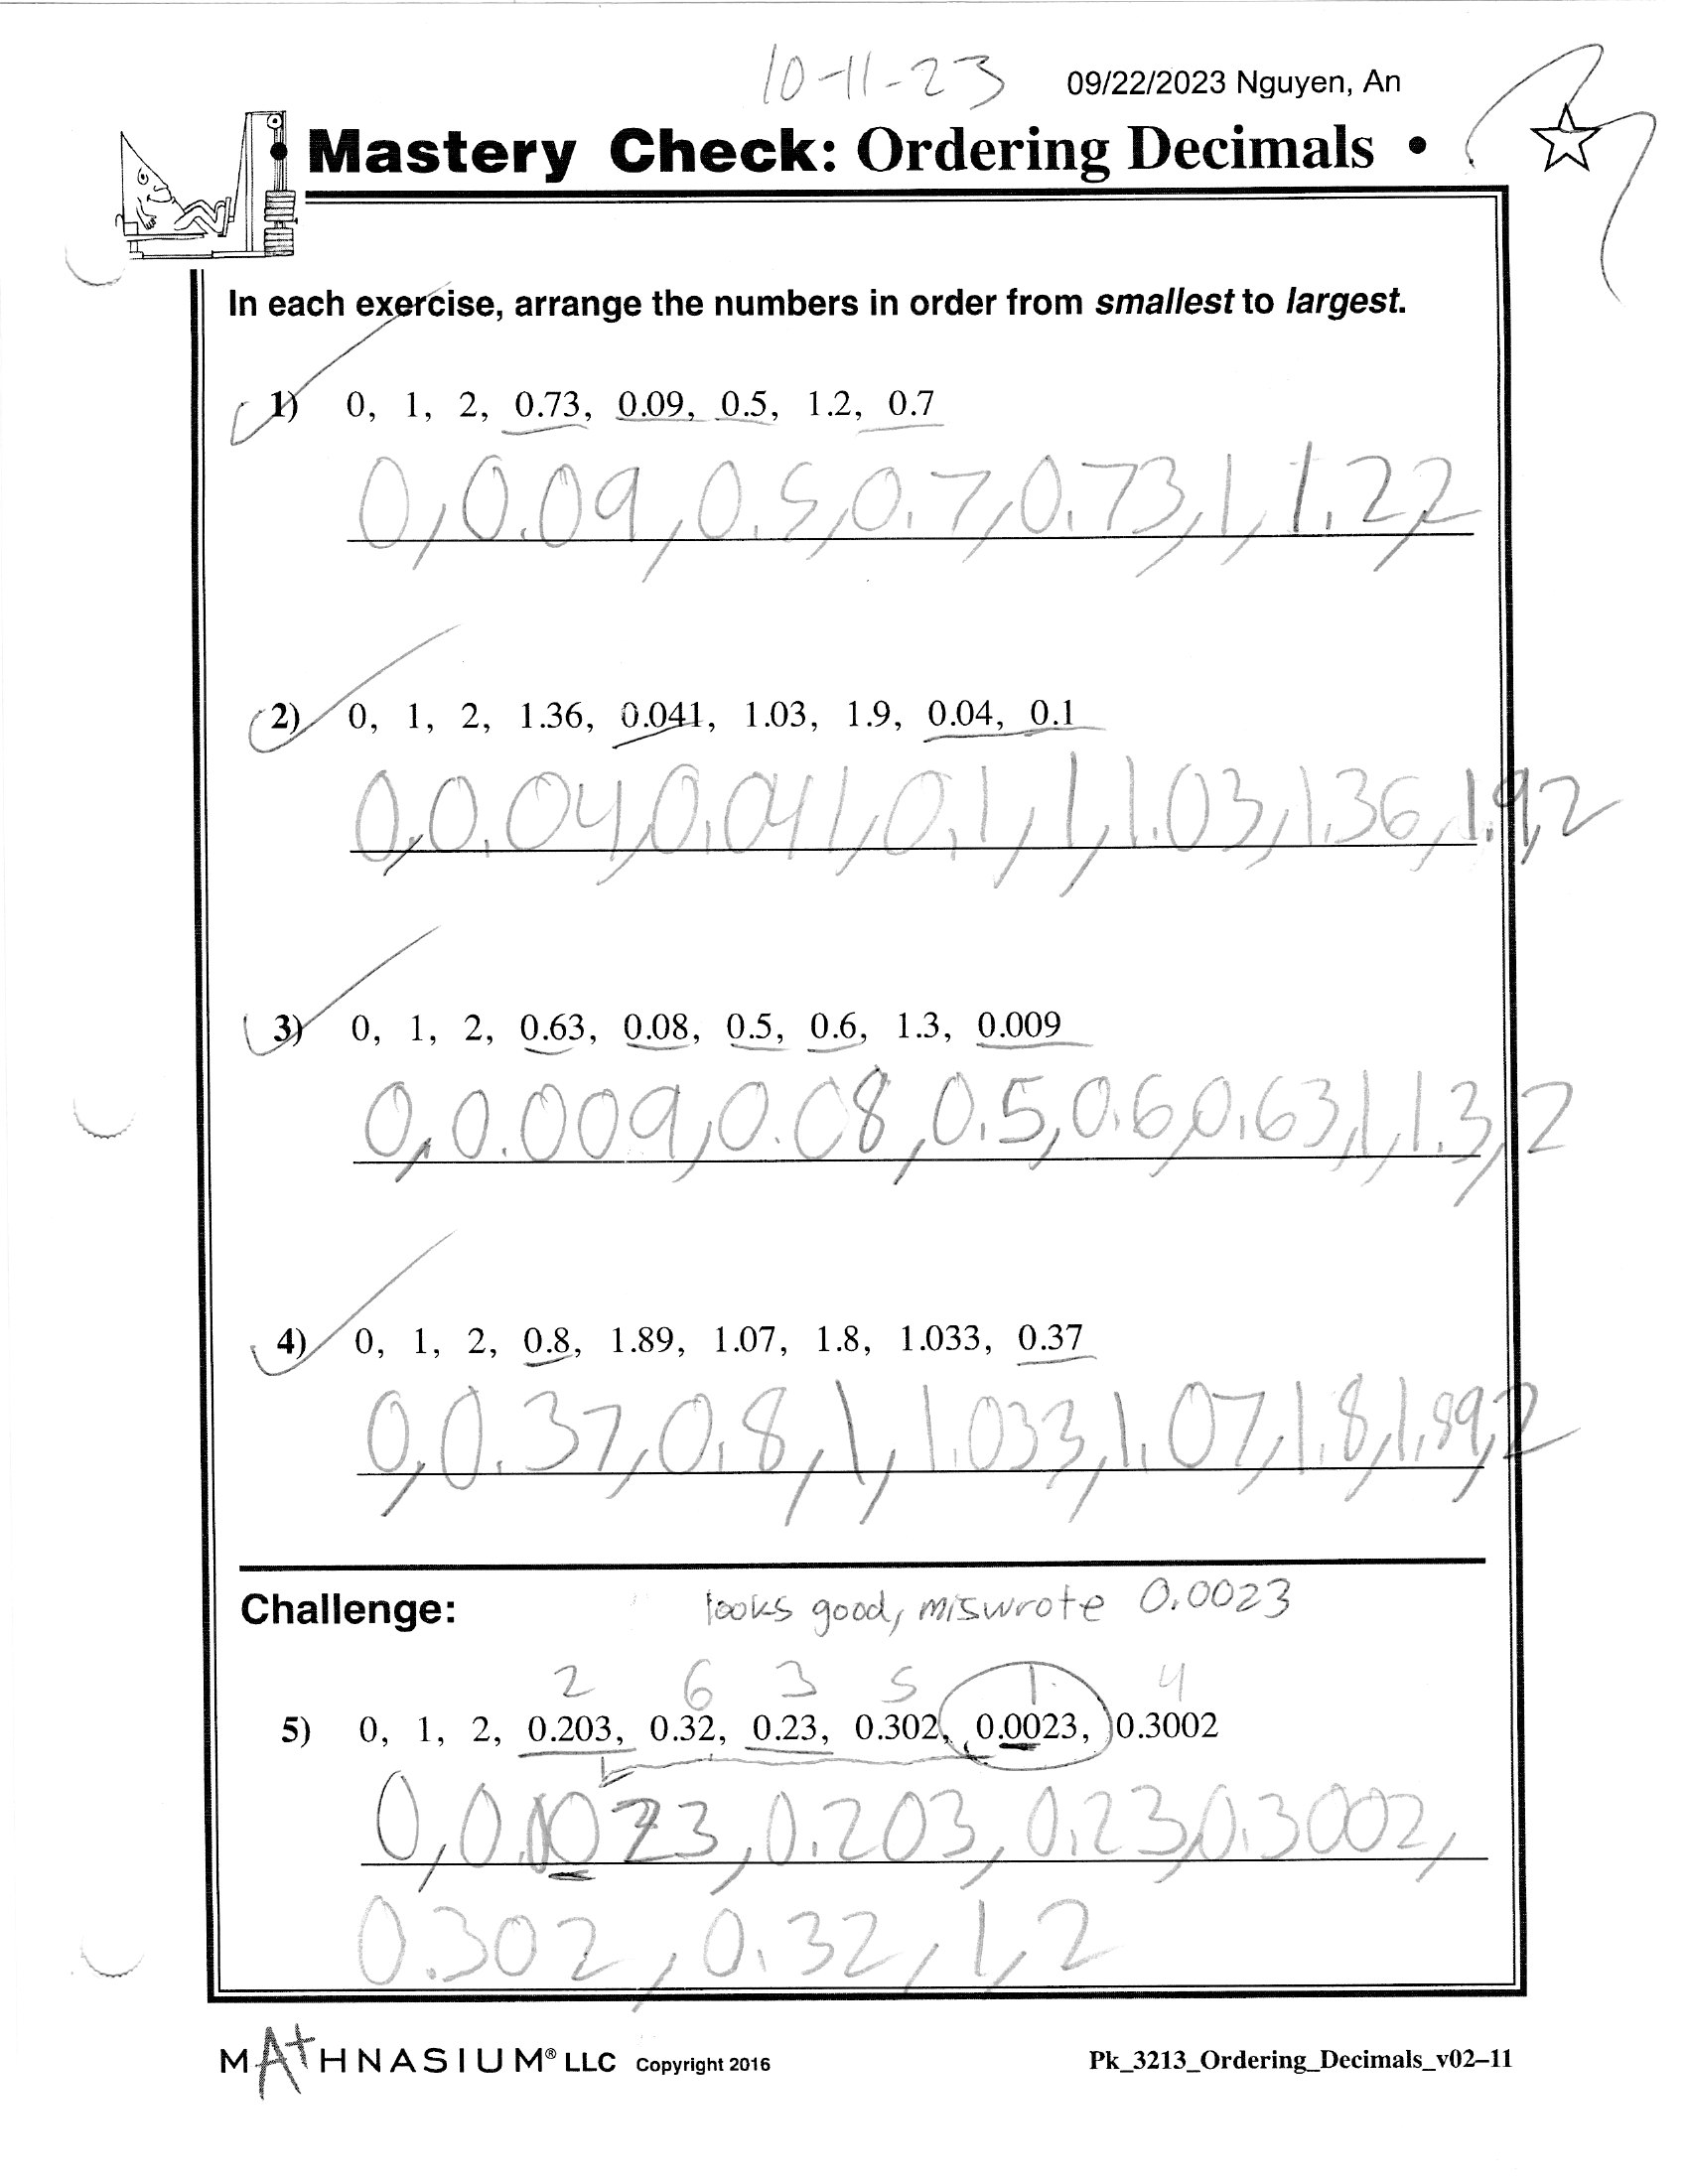 10-11-23 09/22/2023 Nguyen, An
Mastery Check: Ordering Decimals •
In each exercise, arrange the numbers in order from smallest to largest.
1) 0, 1, 2, 0.73, 0.09, 0.5, 1.2, 0.7
0, 0.09, 0.5, 0.7, 0.73, 1, 1.2, 2
2) 0, 1, 2, 1.36, 0.041, 1.03, 1.9, 0.04, 0.1
0, 0.04, 0.041, 0.1, 1, 1.03, 1.36, 1.9, 2
3) 0, 1, 2, 0.63, 0.08, 0.5, 0.6, 1.3, 0.009
0, 0.009, 0.08, 0.5, 0.6, 0.63, 1, 1.3, 2
4) 0, 1, 2, 0.8, 1.89, 1.07, 1.8, 1.033, 0.37
0, 0.37, 0.8, 1, 1.033, 1.07, 1.8, 1.89, 2
Challenge: looks good, miswrote 0.0023
2 6 3 5 1 4
5) 0, 1, 2, 0.203, 0.32, 0.23, 0.302, 0.0023, 0.3002
0, 0.0023, 0.203, 0.23, 0.3002,
0.302, 0.32, 1, 2
MATHNASIUM® LLC Copyright 2016 Pk_3213_Ordering_Decimals_v02–11